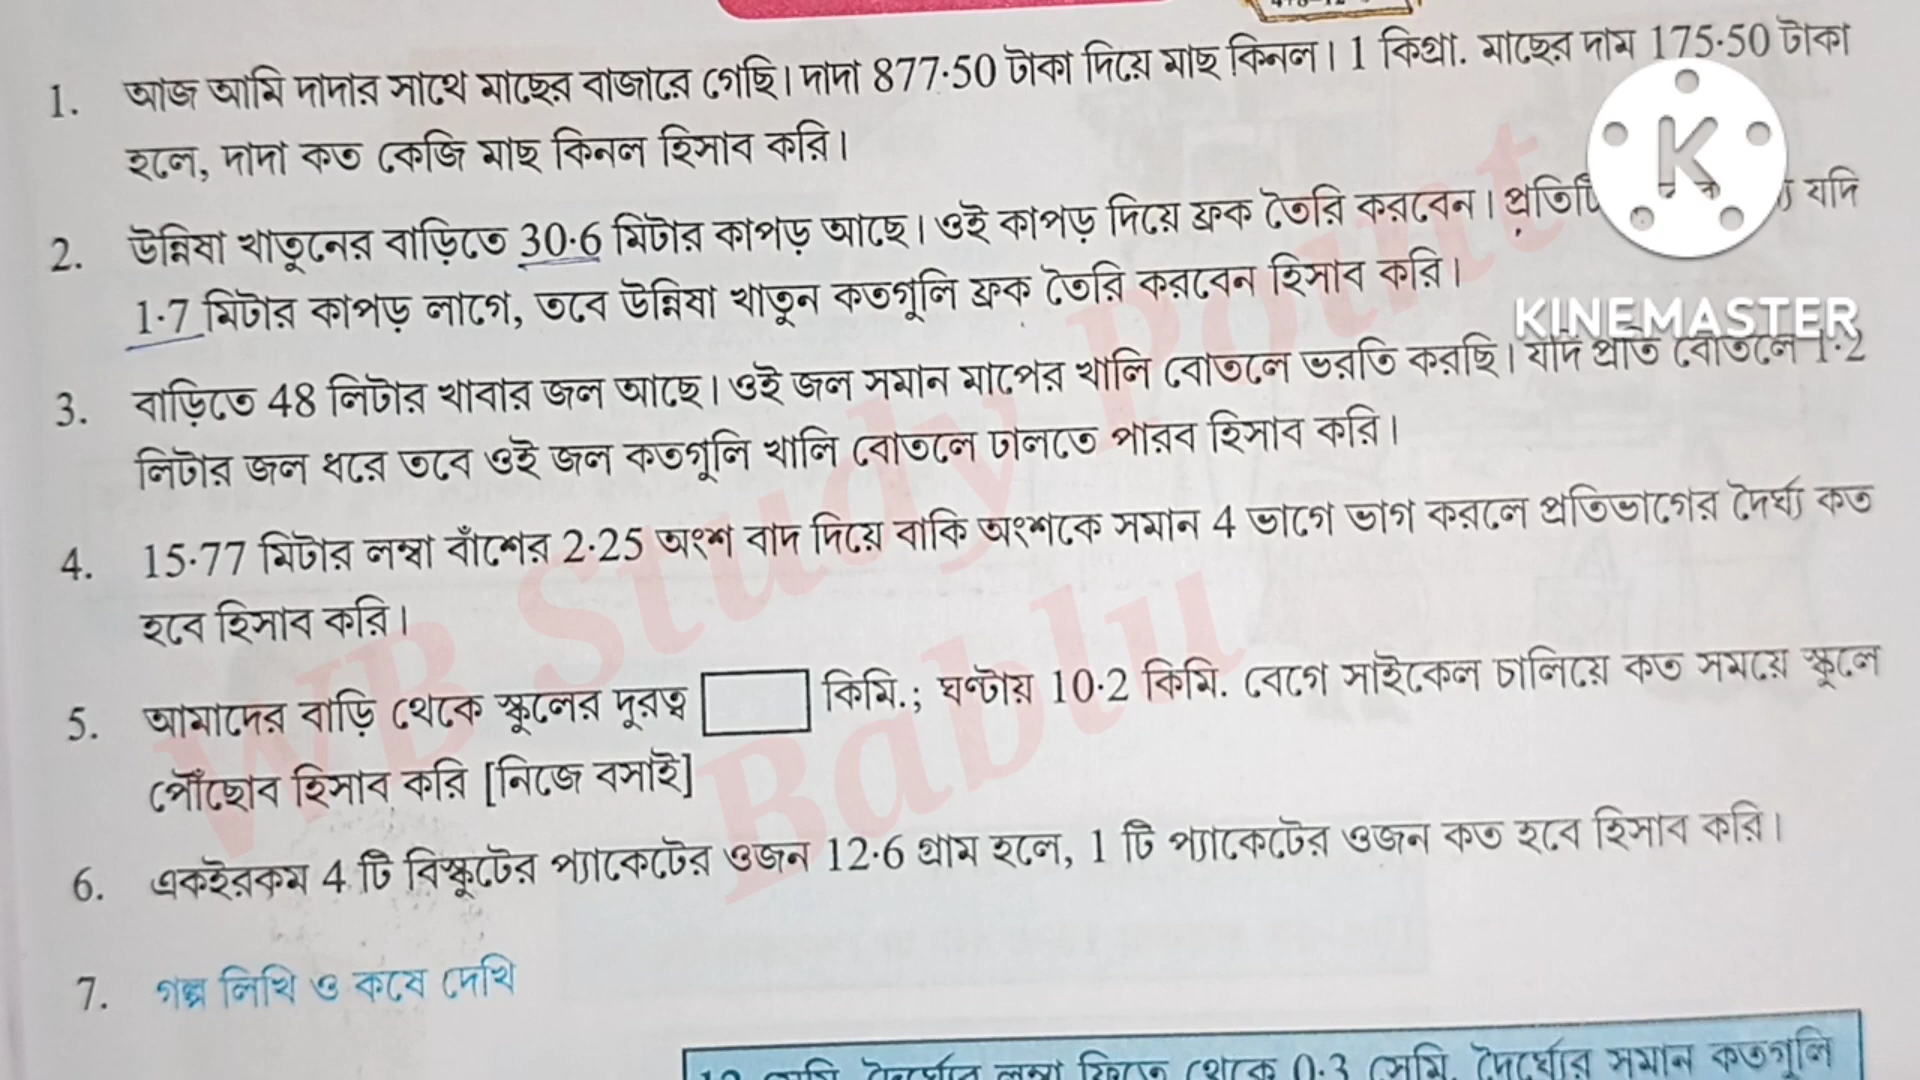 1. আজ আমি দাদার সাথে মাছের বাজারে গেছি। দাদা 877·50 টাকা দিয়ে মাছ কিনল। 1 কিগ্রা. মাছের দাম 175·50 টাকা
হলে, দাদা কত কেজি মাছ কিনল হিসাব করি।
2. উন্নিষা খাতুনের বাড়িতে 30·6 মিটার কাপড় আছে। ওই কাপড় দিয়ে ফ্রক তৈরি করবেন। যদি
1·7 মিটার কাপড় লাগে, তবে উন্নিষা খাতুন কতগুলি ফ্রক তৈরি করবেন হিসাব করি।
KINEMASTER
3. বাড়িতে 48 লিটার খাবার জল আছে। ওই জল সমান মাপের খালি বোতলে ভরতি করছি। যদি প্রতি বোতলে 1·2
লিটার জল ধরে তবে ওই জল কতগুলি খালি বোতলে ঢালতে পারব হিসাব করি।
4. 15·77 মিটার লম্বা বাঁশের 2·25 অংশ বাদ দিয়ে বাকি অংশকে সমান 4 ভাগে ভাগ করলে প্রতিভাগের দৈর্ঘ্য কত
হবে হিসাব করি।
5. আমাদের বাড়ি থেকে স্কুলের দূরত্ব কিমি.; ঘণ্টায় 10·2 কিমি. বেগে সাইকেল চালিয়ে কত সময়ে স্কুলে
পৌঁছোব হিসাব করি [নিজে বসাই]
6. একইরকম 4 টি বিস্কুটের প্যাকেটের ওজন 12·6 গ্রাম হলে, 1 টি প্যাকেটের ওজন কত হবে হিসাব করি।
7. গল্প লিখি ও কষে দেখি
দৈর্ঘ্যের লম্বা ফিতে থেকে 0·3 সেমি. দৈর্ঘ্যের সমান কতগুলি
WB Study Point
Bablu